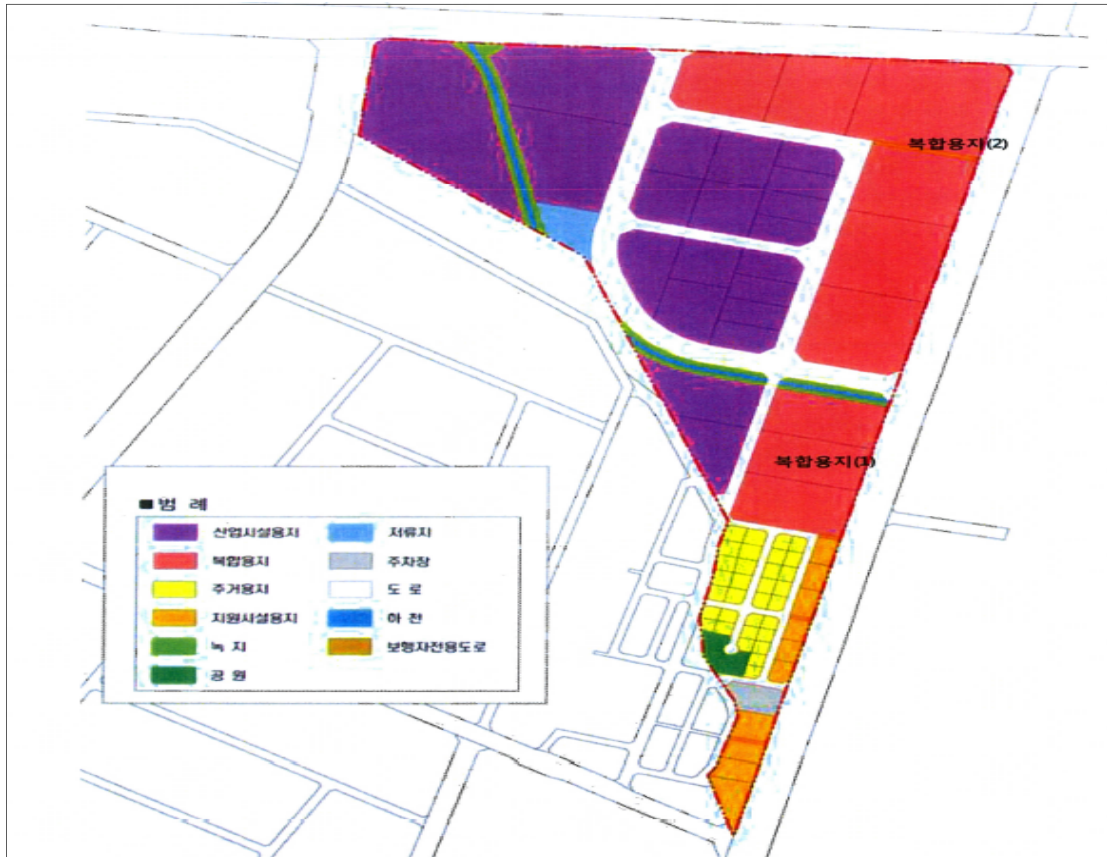 복합용지(2)
복합용지(1)
■범 례
산업시설용지
저류지
복합용지
주차장
주거용지
도 로
지원시설용지
하 천
녹 지
보행자전용도로
공 원